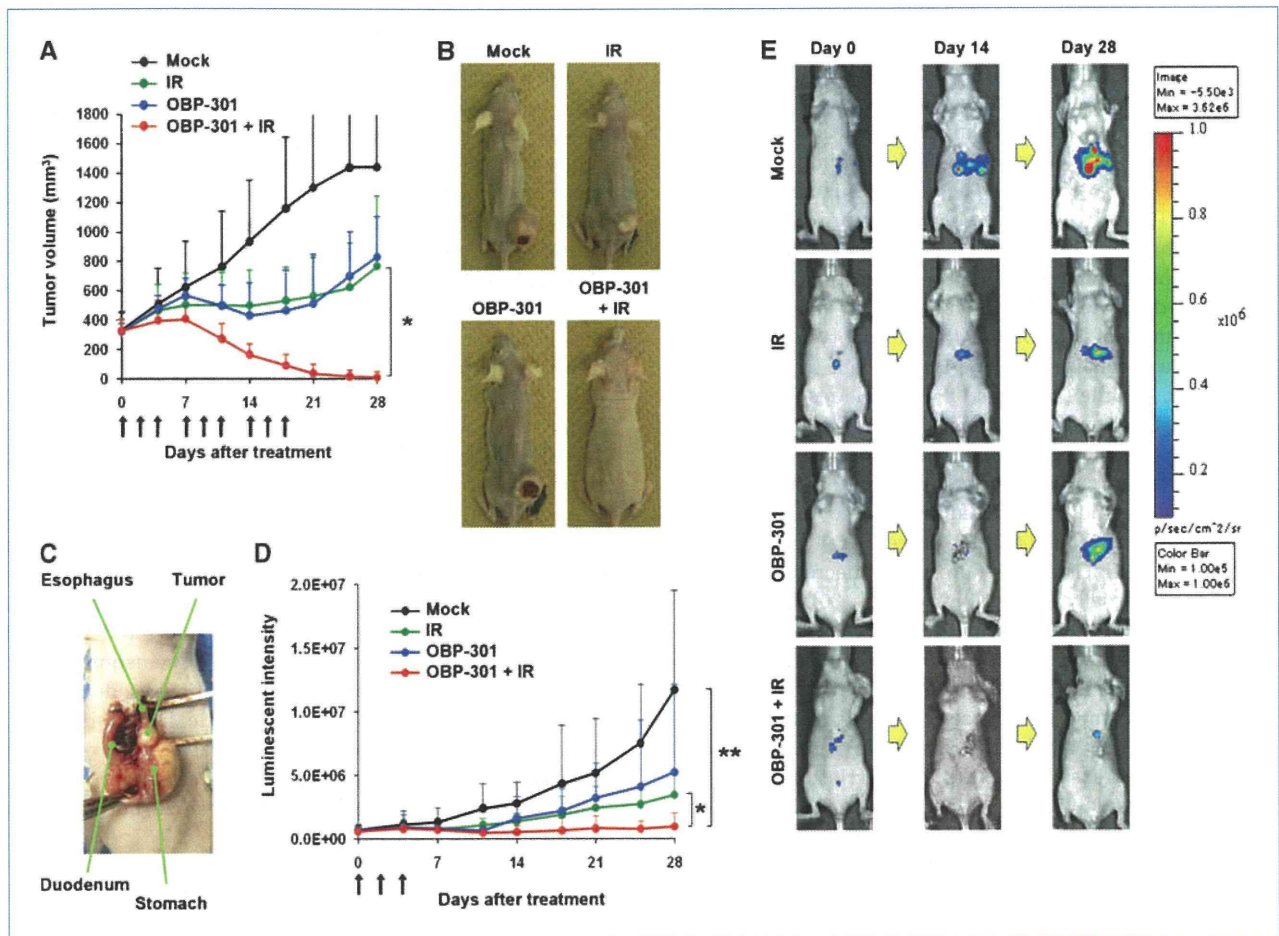 A
Mock
IR
OBP-301
OBP-301 + IR
Tumor volume (mm³)
1800
1600
1400
1200
1000
800
600
400
200
0
0 7 14 21 28
Days after treatment
*
B
Mock IR
OBP-301 OBP-301 + IR
C
Esophagus Tumor
Duodenum
Stomach
D
Mock
IR
OBP-301
OBP-301 + IR
Luminescent intensity
2.0E+07
1.5E+07
1.0E+07
5.0E+06
0.0E+00
0 7 14 21 28
Days after treatment
**
*
E
Day 0 Day 14 Day 28
Mock
IR
OBP-301
OBP-301 + IR
Image
Min = -5.50e3
Max = 3.62e6
1.0
0.8
0.6
x10⁶
0.4
0.2
p/sec/cm^2/sr
Color Bar
Min = 1.00e5
Max = 1.00e6